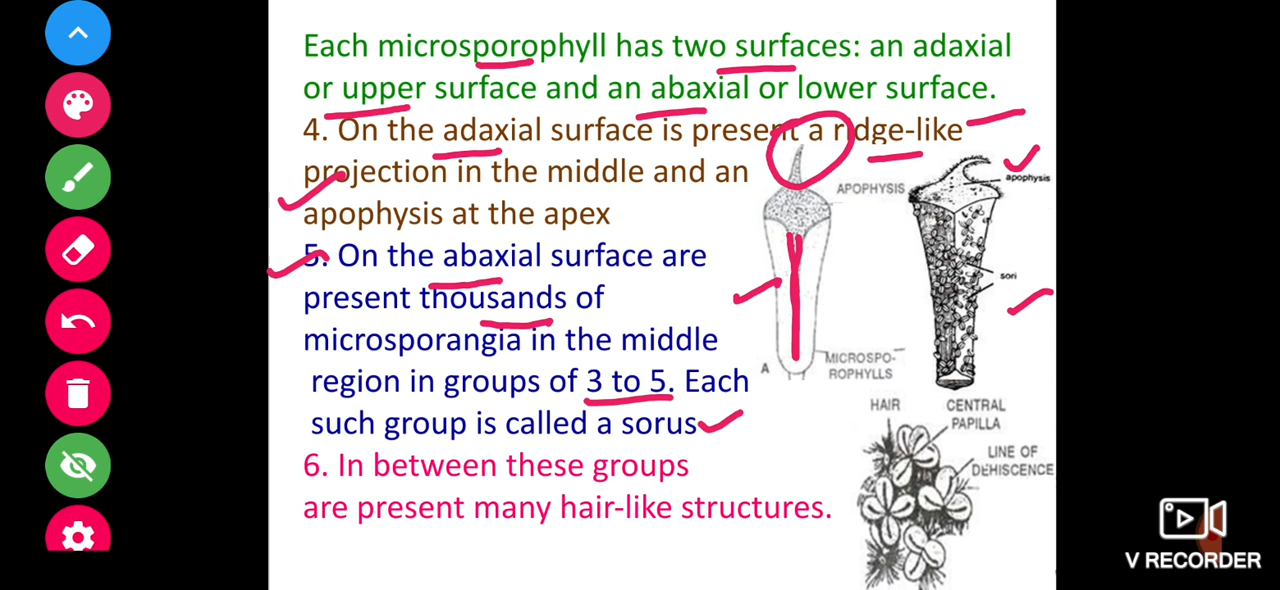 Each microsporophyll has two surfaces: an adaxial
or upper surface and an abaxial or lower surface.
4. On the adaxial surface is present a ridge-like
projection in the middle and an
apophysis at the apex
5. On the abaxial surface are
present thousands of
microsporangia in the middle
region in groups of 3 to 5. Each
such group is called a sorus
6. In between these groups
are present many hair-like structures.
APOPHYSIS
apophysis
sori
A
MICROSPO-
ROPHYLLS
HAIR
CENTRAL
PAPILLA
LINE OF
DEHISCENCE
V RECORDER